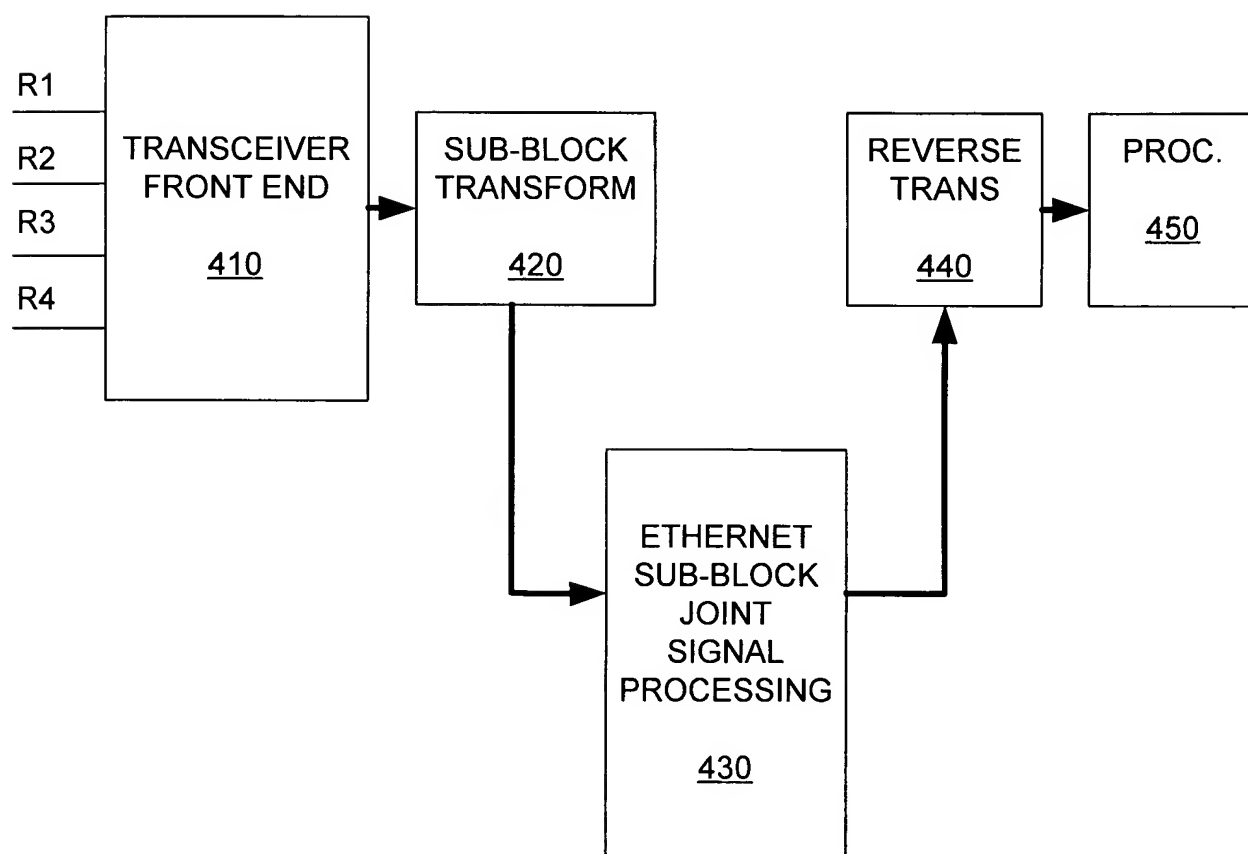 R1
R2
R3
R4
TRANSCEIVER
FRONT END
410
SUB-BLOCK
TRANSFORM
420
ETHERNET
SUB-BLOCK
JOINT
SIGNAL
PROCESSING
430
REVERSE
TRANS
440
PROC.
450